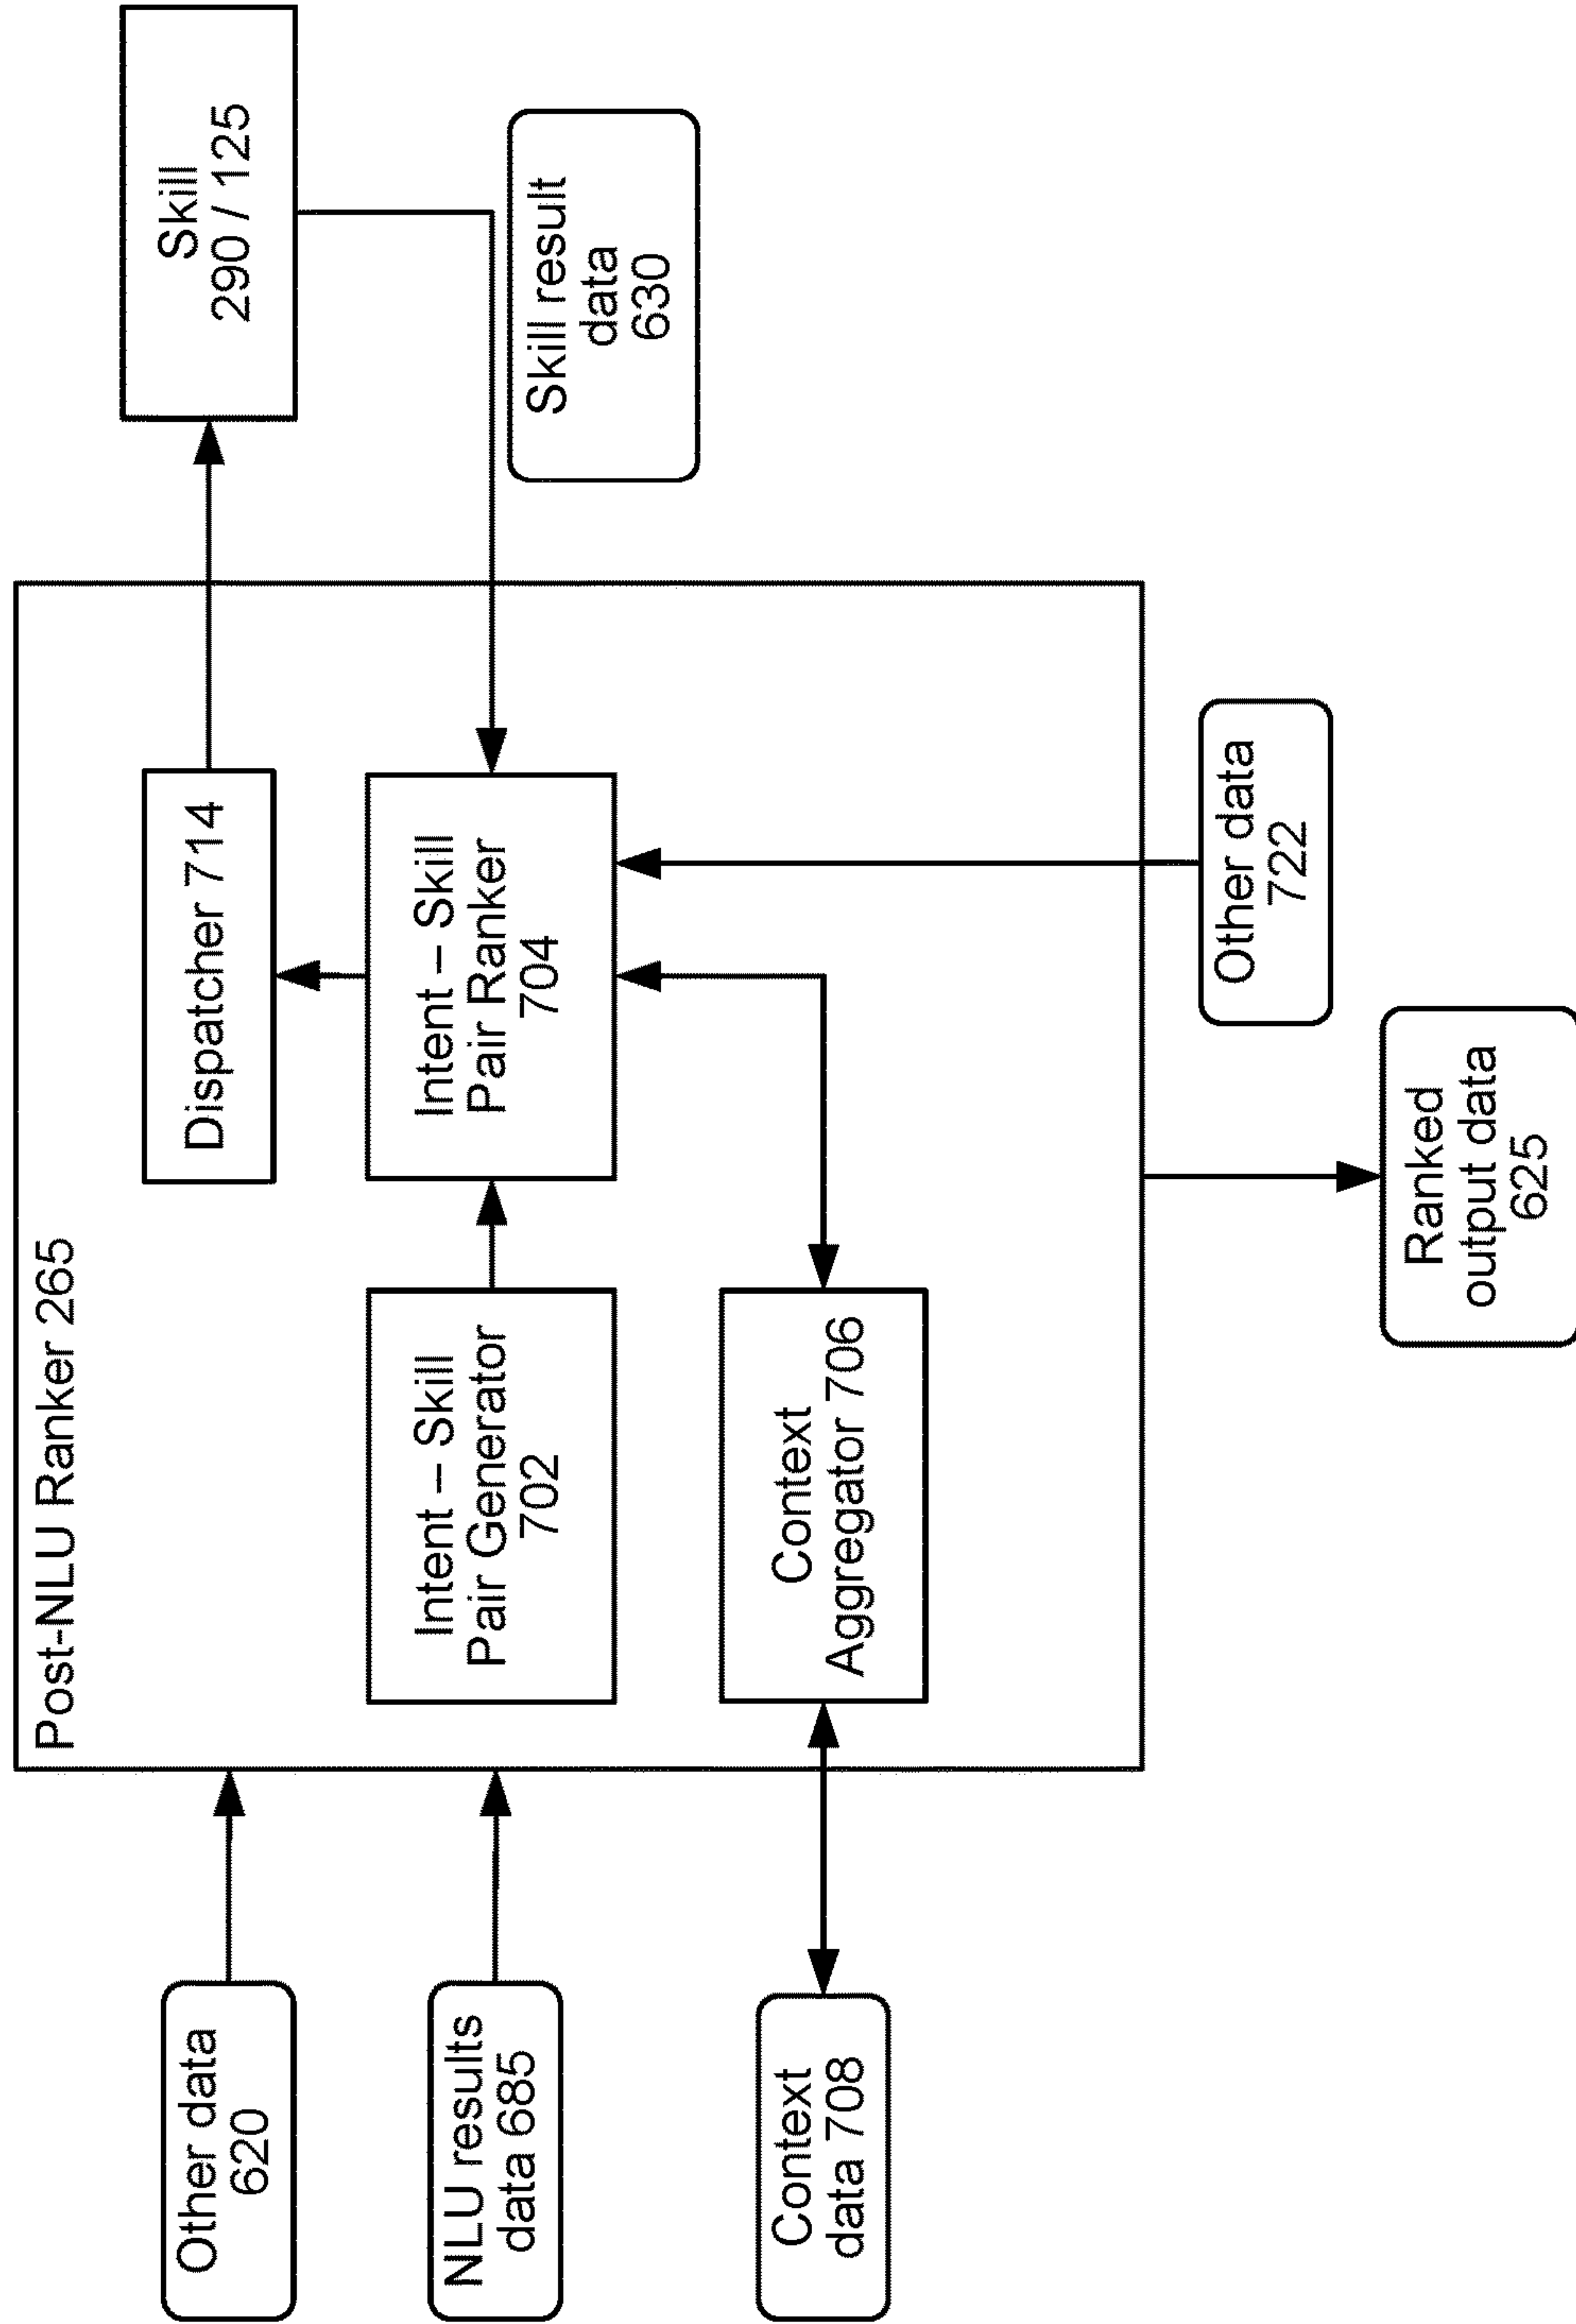 Post-NLU Ranker 265
Other data
620
NLU results
data 685
Context
data 708
Intent – Skill
Pair Generator
702
Context
Aggregator 706
Dispatcher 714
Intent – Skill
Pair Ranker
704
Skill
290 / 125
Skill result
data
630
Other data
722
Ranked
output data
625